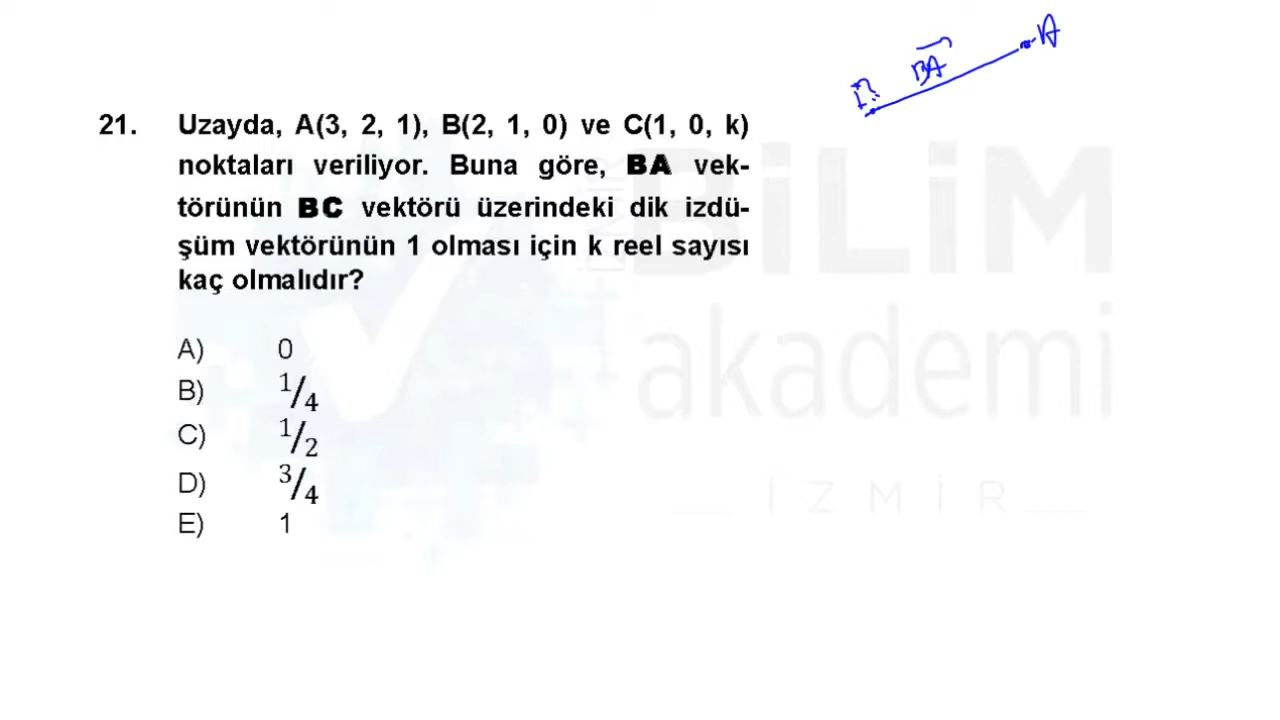 21. Uzayda, A(3, 2, 1), B(2, 1, 0) ve C(1, 0, k)
noktaları veriliyor. Buna göre, BA vek-
törünün BC vektörü üzerindeki dik izdü-
şüm vektörünün 1 olması için k reel sayısı
kaç olmalıdır?
A) 0
B) 1/4
C) 1/2
D) 3/4
E) 1
B BA A
BiLiM
akademi
İZMİR